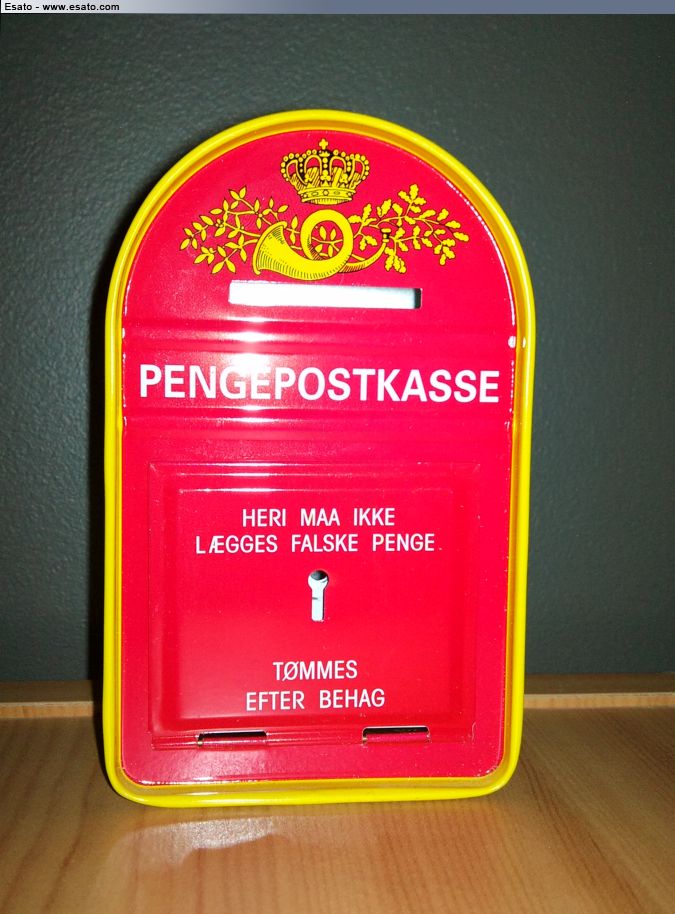 Esato - www.esato.com
PENGEPOSTKASSE
HERI MAA IKKE
LÆGGES FALSKE PENGE
TØMMES
EFTER BEHAG